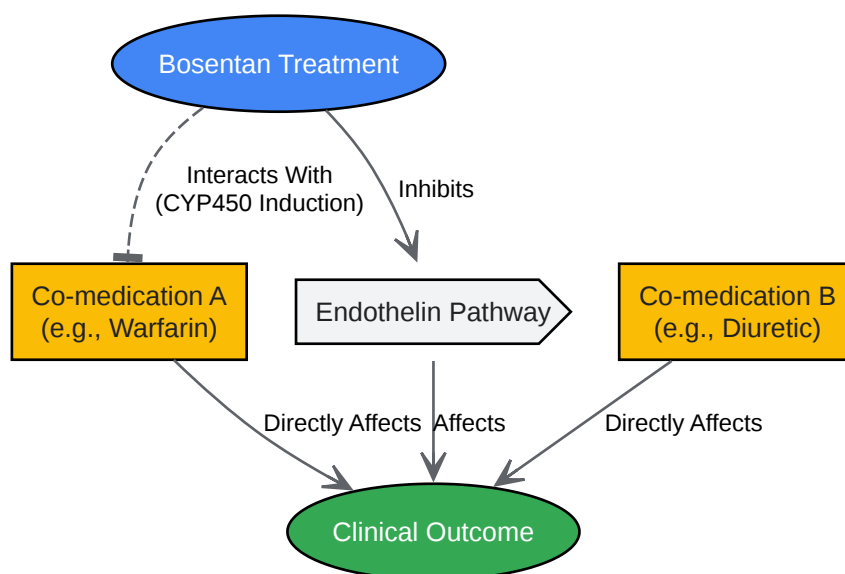 Bosentan Treatment
Interacts With
(CYP450 Induction)
Inhibits
Co-medication A
(e.g., Warfarin)
Endothelin Pathway
Co-medication B
(e.g., Diuretic)
Directly Affects
Affects
Directly Affects
Clinical Outcome